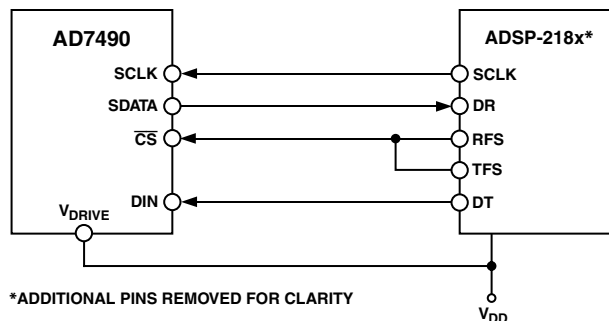 AD7490
ADSP-218x*
SCLK
SCLK
SDATA
DR
CS
RFS
TFS
DIN
DT
VDRIVE
*ADDITIONAL PINS REMOVED FOR CLARITY
VDD